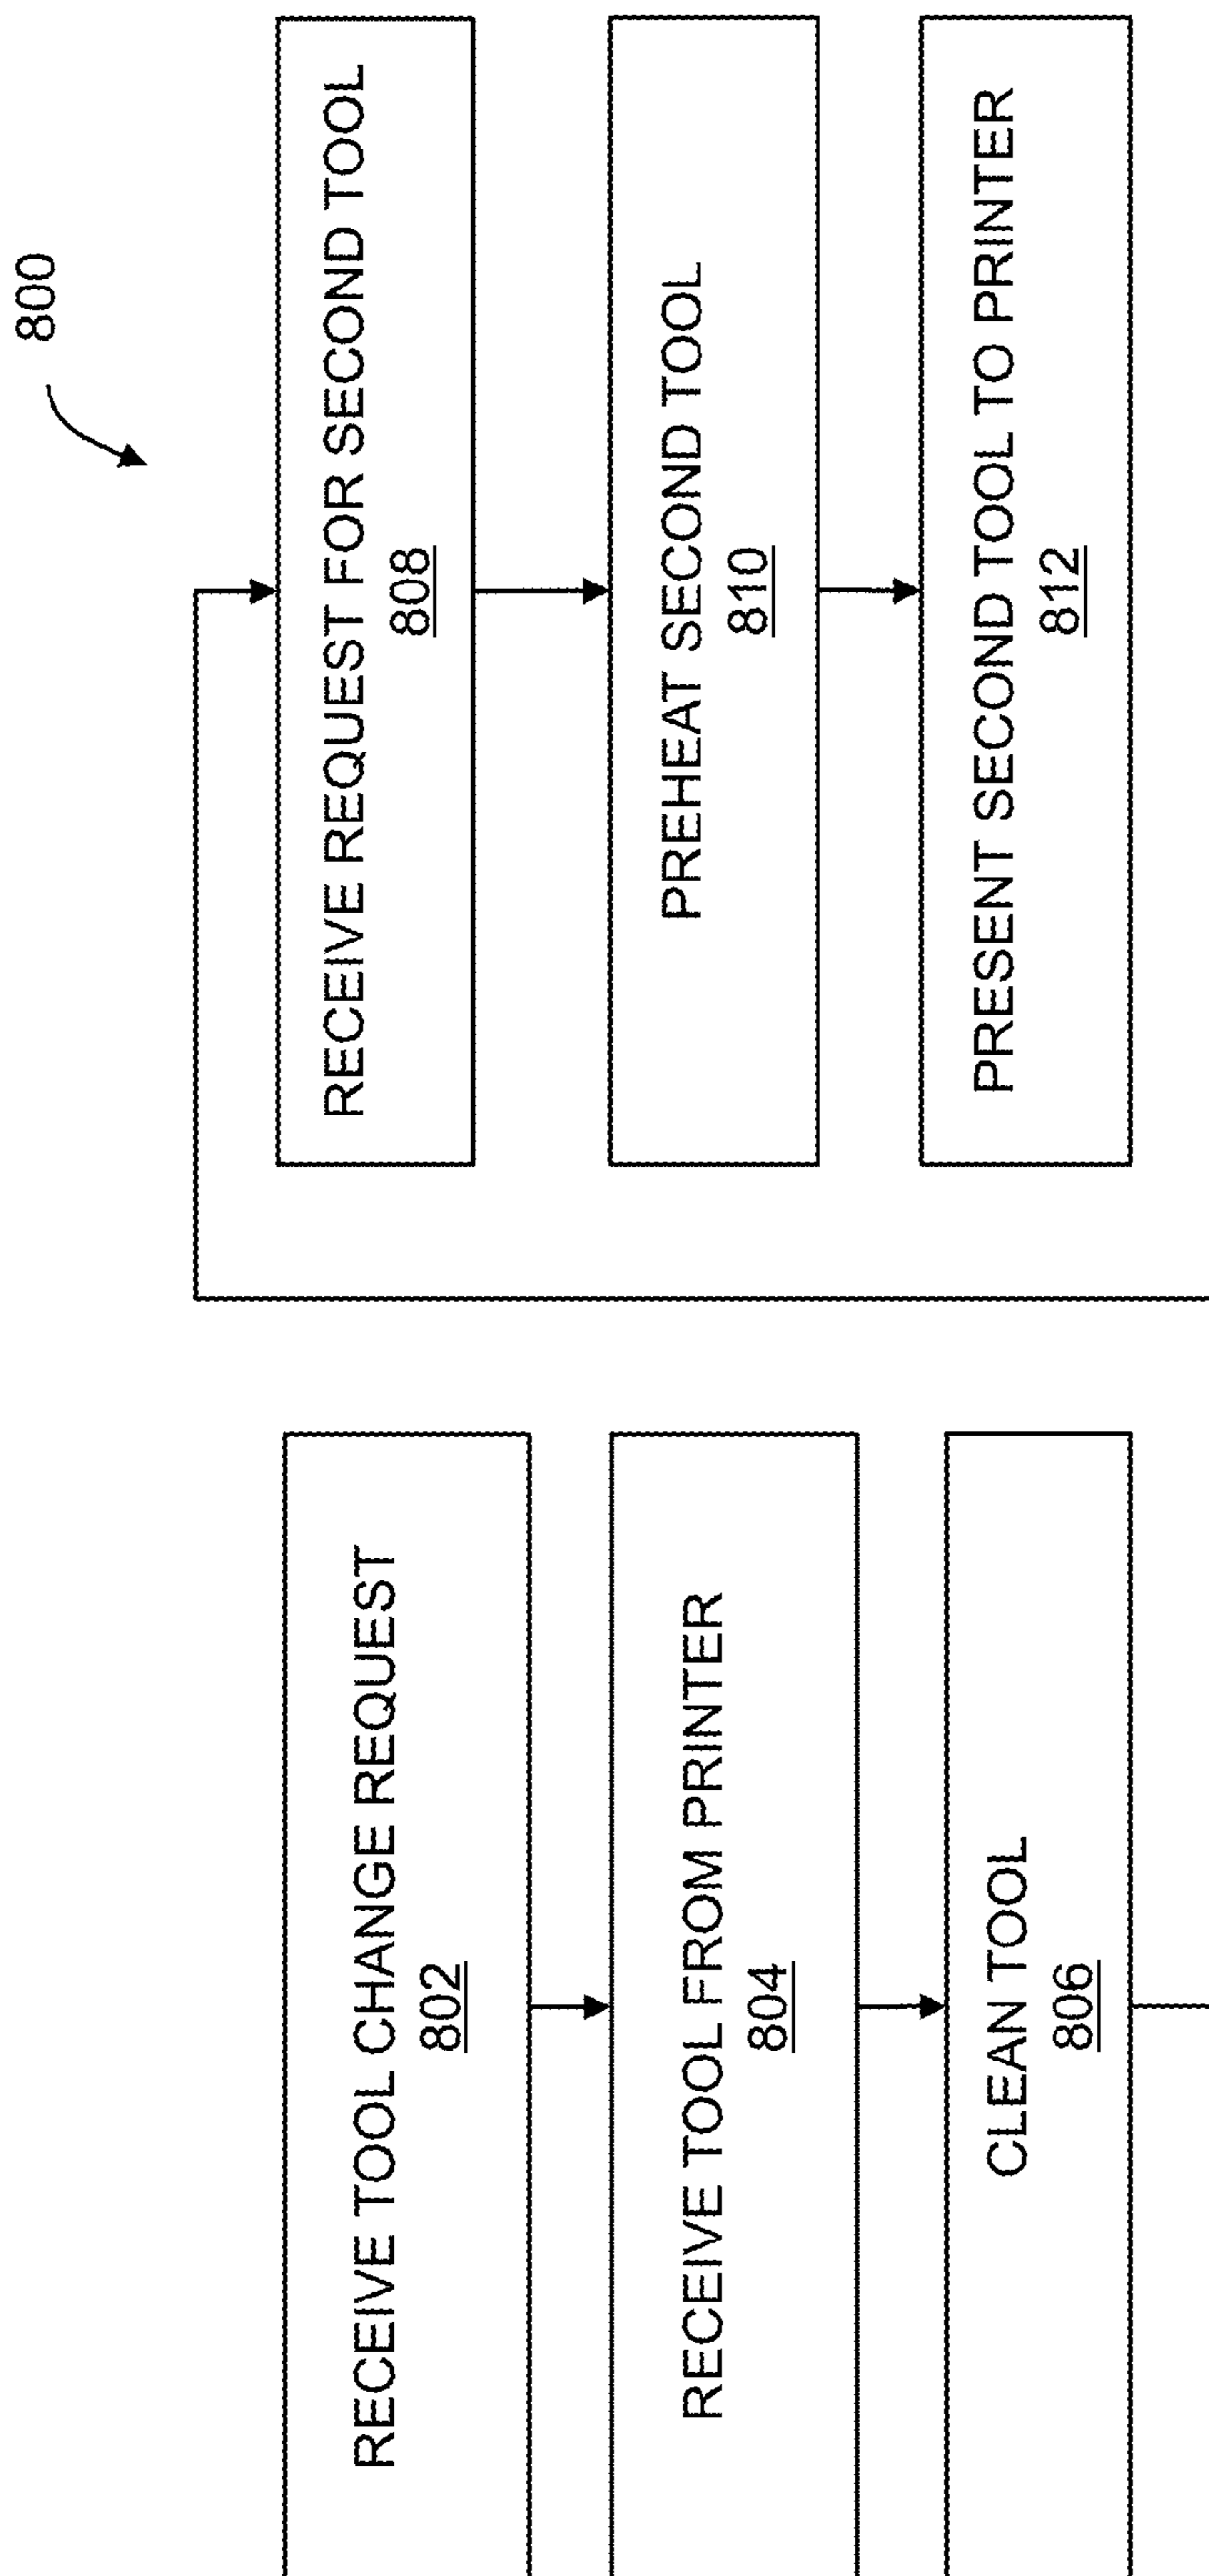 800
RECEIVE TOOL CHANGE REQUEST
802
RECEIVE TOOL FROM PRINTER
804
CLEAN TOOL
806
RECEIVE REQUEST FOR SECOND TOOL
808
PREHEAT SECOND TOOL
810
PRESENT SECOND TOOL TO PRINTER
812